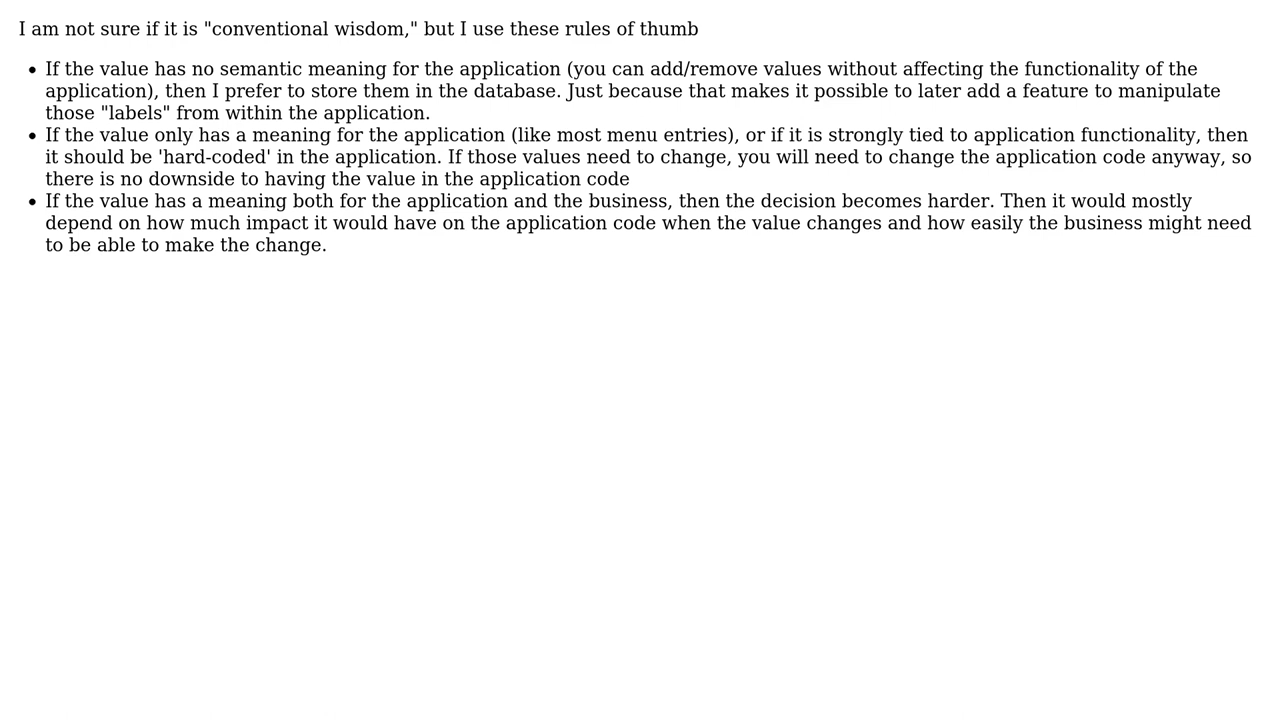 I am not sure if it is "conventional wisdom," but I use these rules of thumb
• If the value has no semantic meaning for the application (you can add/remove values without affecting the functionality of the
application), then I prefer to store them in the database. Just because that makes it possible to later add a feature to manipulate
those "labels" from within the application.
• If the value only has a meaning for the application (like most menu entries), or if it is strongly tied to application functionality, then
it should be 'hard-coded' in the application. If those values need to change, you will need to change the application code anyway, so
there is no downside to having the value in the application code
• If the value has a meaning both for the application and the business, then the decision becomes harder. Then it would mostly
depend on how much impact it would have on the application code when the value changes and how easily the business might need
to be able to make the change.